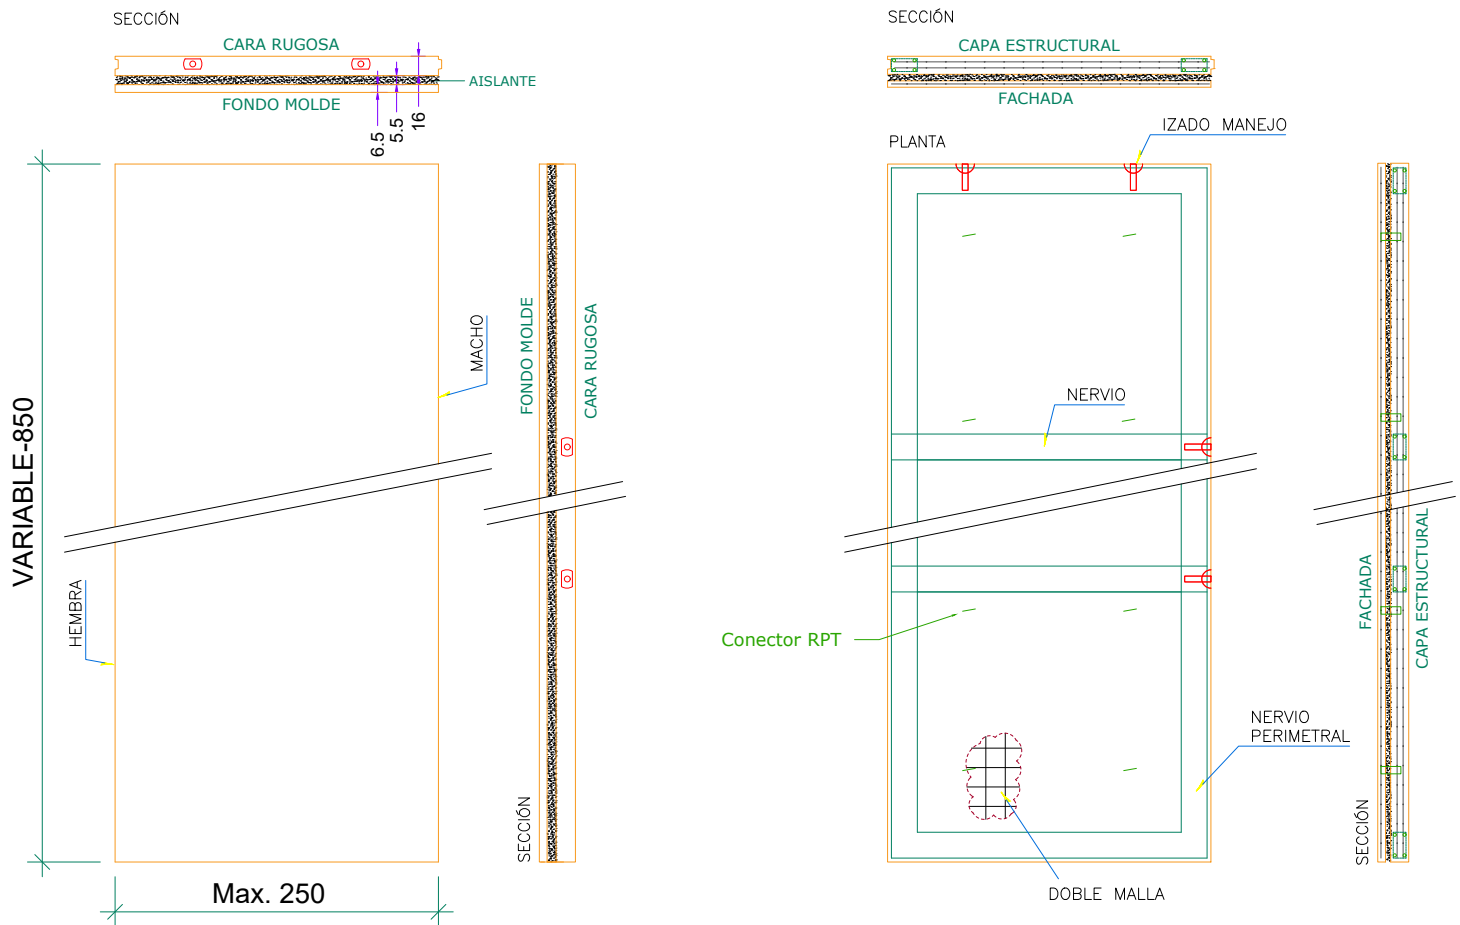 SECCIÓN
CARA RUGOSA
AISLANTE
FONDO MOLDE
6.5
5.5
16
VARIABLE-850
HEMBRA
MACHO
Max. 250
FONDO MOLDE
CARA RUGOSA
SECCIÓN
SECCIÓN
CAPA ESTRUCTURAL
FACHADA
PLANTA
IZADO MANEJO
NERVIO
Conector RPT
NERVIO
PERIMETRAL
DOBLE MALLA
FACHADA
CAPA ESTRUCTURAL
SECCIÓN